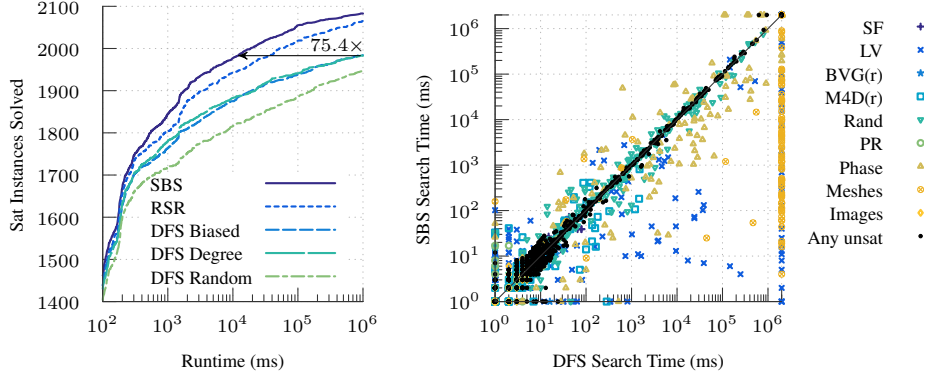 2100
2000
1900
1800
1700
1600
1500
1400
Sat Instances Solved
75.4×
SBS
RSR
DFS Biased
DFS Degree
DFS Random
10^2
10^3
10^4
10^5
10^6
Runtime (ms)
10^6
10^5
10^4
10^3
10^2
10^1
10^0
SBS Search Time (ms)
10^0
10^1
10^2
10^3
10^4
10^5
10^6
DFS Search Time (ms)
SF
LV
BVG(r)
M4D(r)
Rand
PR
Phase
Meshes
Images
Any unsat